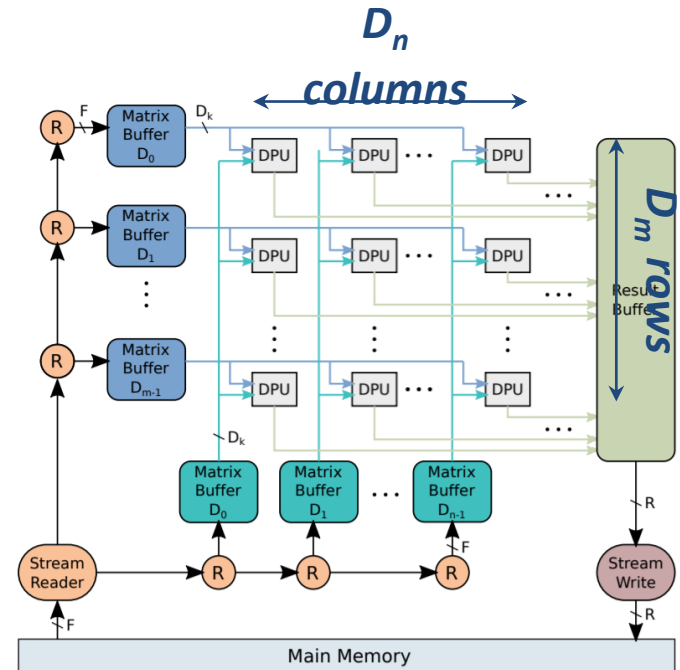 Dn
columns
F
R
Matrix
Buffer
D0
Dk
DPU
DPU
...
DPU
...
R
Matrix
Buffer
D1
DPU
DPU
DPU
...
Dm rows
Result
Buffer
R
Matrix
Buffer
Dm-1
DPU
DPU
...
DPU
...
Dk
Matrix
Buffer
D0
Matrix
Buffer
D1
...
Matrix
Buffer
Dn-1
R
F
Stream
Reader
R
R
R
Stream
Write
F
R
Main Memory